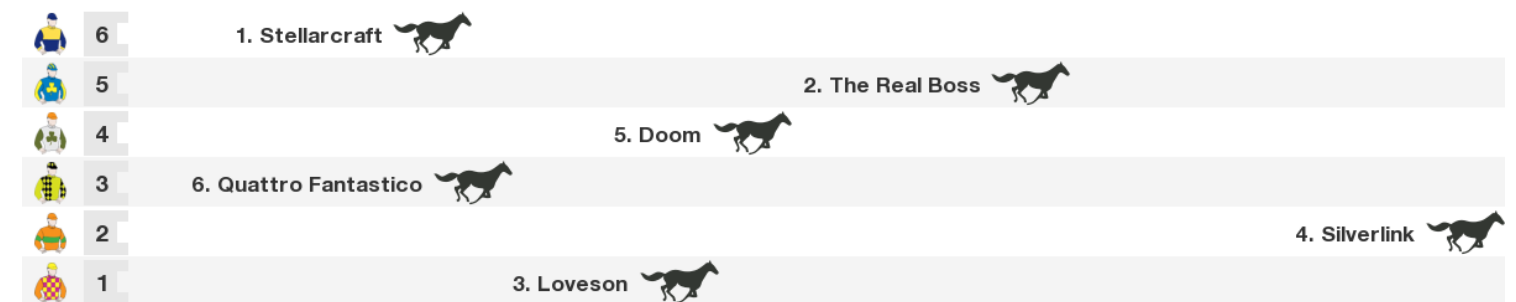 6 1. Stellarcraft
5 2. The Real Boss
4 5. Doom
3 6. Quattro Fantastico
2 4. Silverlink
1 3. Loveson